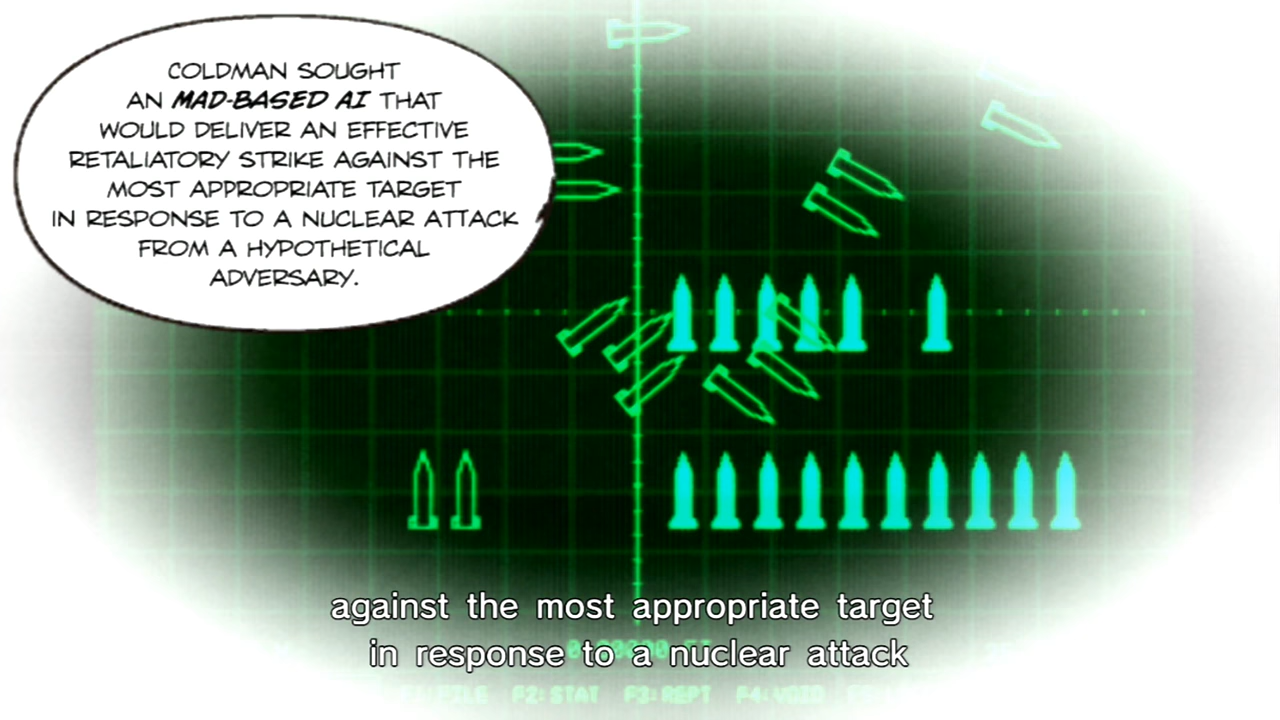 COLDMAN SOUGHT
AN MAD-BASED AI THAT
WOULD DELIVER AN EFFECTIVE
RETALIATORY STRIKE AGAINST THE
MOST APPROPRIATE TARGET
IN RESPONSE TO A NUCLEAR ATTACK
FROM A HYPOTHETICAL
ADVERSARY.
against the most appropriate target
in response to a nuclear attack
F2:STAT F3:REPT F4:VOID